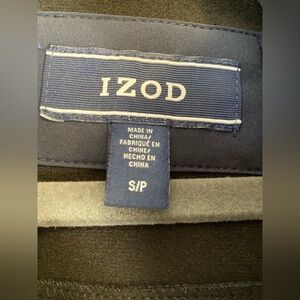 IZOD
MADE IN
CHINA/
FABRIQUÉ EN
CHINE/
HECHO EN
CHINA
S/P